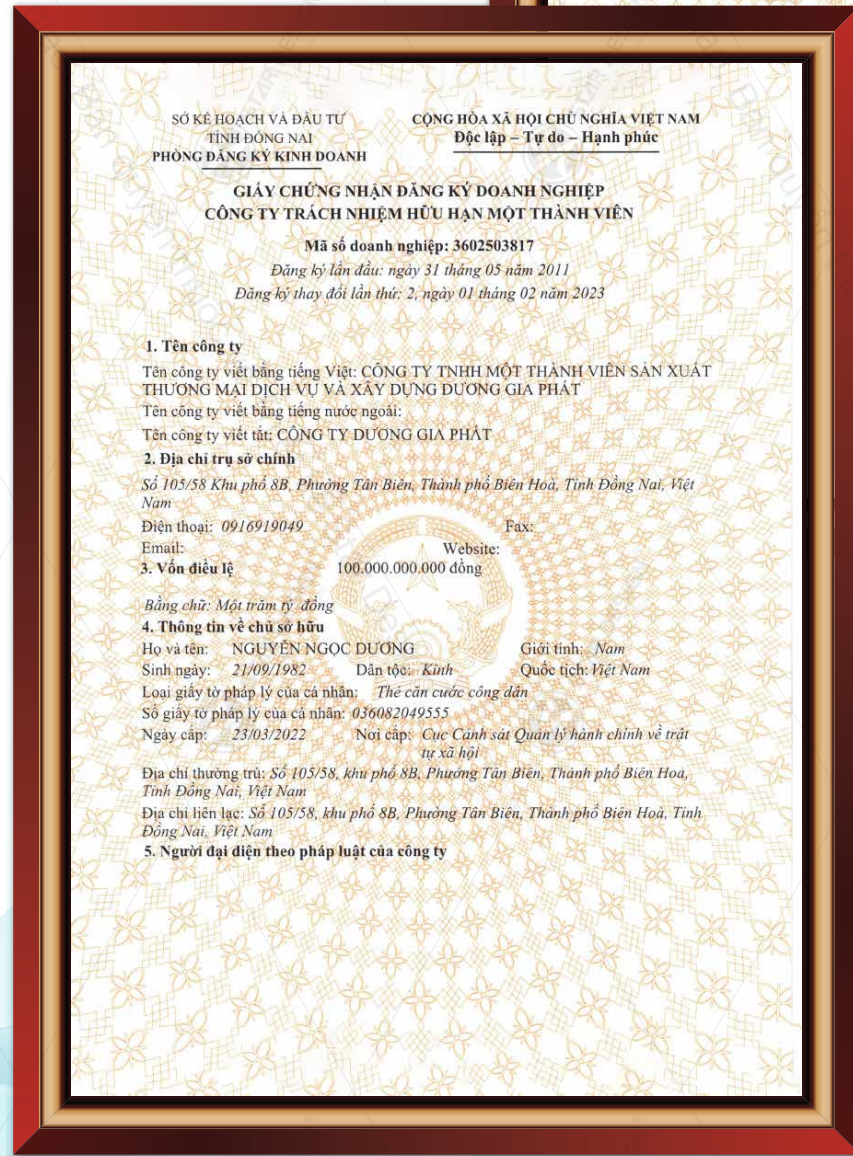 SỞ KẾ HOẠCH VÀ ĐẦU TƯ
TỈNH ĐỒNG NAI
PHÒNG ĐĂNG KÝ KINH DOANH
CỘNG HÒA XÃ HỘI CHỦ NGHĨA VIỆT NAM
Độc lập – Tự do – Hạnh phúc
GIẤY CHỨNG NHẬN ĐĂNG KÝ DOANH NGHIỆP
CÔNG TY TRÁCH NHIỆM HỮU HẠN MỘT THÀNH VIÊN
Mã số doanh nghiệp: 3602503817
Đăng ký lần đầu: ngày 31 tháng 05 năm 2011
Đăng ký thay đổi lần thứ: 2, ngày 01 tháng 02 năm 2023
1. Tên công ty
Tên công ty viết bằng tiếng Việt: CÔNG TY TNHH MỘT THÀNH VIÊN SẢN XUẤT
THƯƠNG MẠI DỊCH VỤ VÀ XÂY DỰNG DƯƠNG GIA PHÁT
Tên công ty viết bằng tiếng nước ngoài:
Tên công ty viết tắt: CÔNG TY DƯƠNG GIA PHÁT
2. Địa chỉ trụ sở chính
Số 105/58 Khu phố 8B, Phường Tân Biên, Thành phố Biên Hoà, Tỉnh Đồng Nai, Việt
Nam
Điện thoại: 0916919049 Fax:
Email: Website:
3. Vốn điều lệ 100.000.000.000 đồng
Bằng chữ: Một trăm tỷ đồng
4. Thông tin về chủ sở hữu
Họ và tên: NGUYỄN NGỌC DƯƠNG Giới tính: Nam
Sinh ngày: 21/09/1982 Dân tộc: Kinh Quốc tịch: Việt Nam
Loại giấy tờ pháp lý của cá nhân: Thẻ căn cước công dân
Số giấy tờ pháp lý của cá nhân: 036082049555
Ngày cấp: 23/03/2022 Nơi cấp: Cục Cảnh sát Quản lý hành chính về trật
tự xã hội
Địa chỉ thường trú: Số 105/58, khu phố 8B, Phường Tân Biên, Thành phố Biên Hoà,
Tỉnh Đồng Nai, Việt Nam
Địa chỉ liên lạc: Số 105/58, khu phố 8B, Phường Tân Biên, Thành phố Biên Hoà, Tỉnh
Đồng Nai, Việt Nam
5. Người đại diện theo pháp luật của công ty